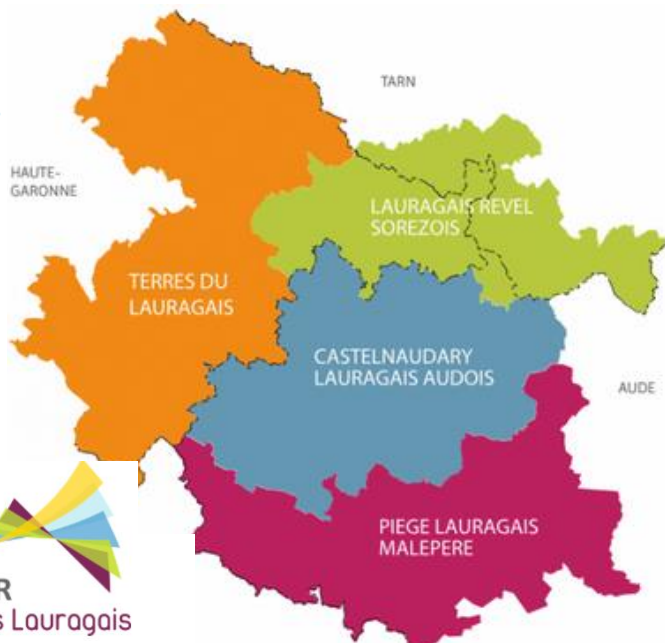 TARN
HAUTE-
GARONNE
LAURAGAIS REVEL
SOREZOIS
TERRES DU
LAURAGAIS
CASTELNAUDARY
LAURAGAIS AUDOIS
AUDE
PIEGE LAURAGAIS
MALEPERE
R
s Lauragais